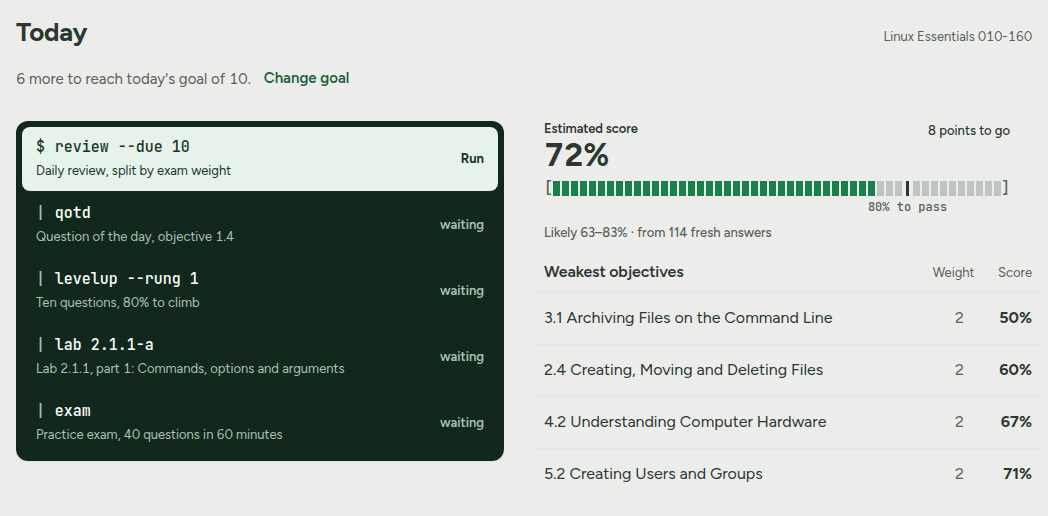 Today
Linux Essentials 010-160
6 more to reach today's goal of 10. Change goal
$ review --due 10
Daily review, split by exam weight
Run
| qotd
Question of the day, objective 1.4
waiting
| levelup --rung 1
Ten questions, 80% to climb
waiting
| lab 2.1.1-a
Lab 2.1.1, part 1: Commands, options and arguments
waiting
| exam
Practice exam, 40 questions in 60 minutes
waiting
Estimated score
8 points to go
72%
[ ]
80% to pass
Likely 63–83% · from 114 fresh answers
Weakest objectives Weight Score
3.1 Archiving Files on the Command Line 2 50%
2.4 Creating, Moving and Deleting Files 2 60%
4.2 Understanding Computer Hardware 2 67%
5.2 Creating Users and Groups 2 71%